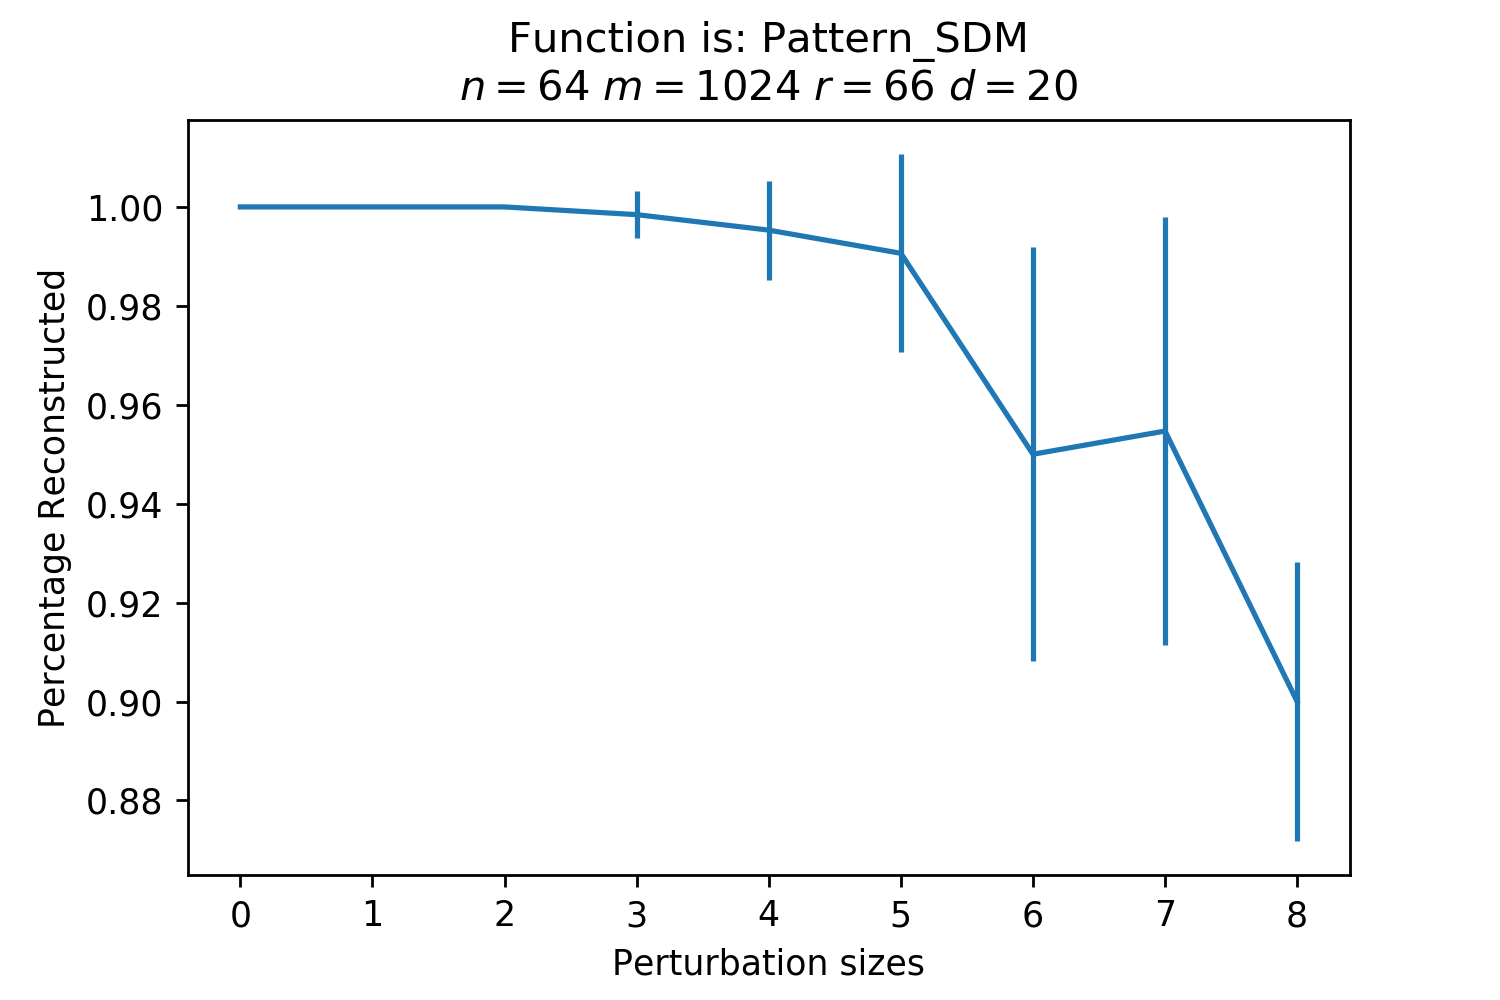 Function is: Pattern_SDM
n = 64 m = 1024 r = 66 d = 20
1.00
0.98
0.96
0.94
0.92
0.90
0.88
Percentage Reconstructed
0 1 2 3 4 5 6 7 8
Perturbation sizes